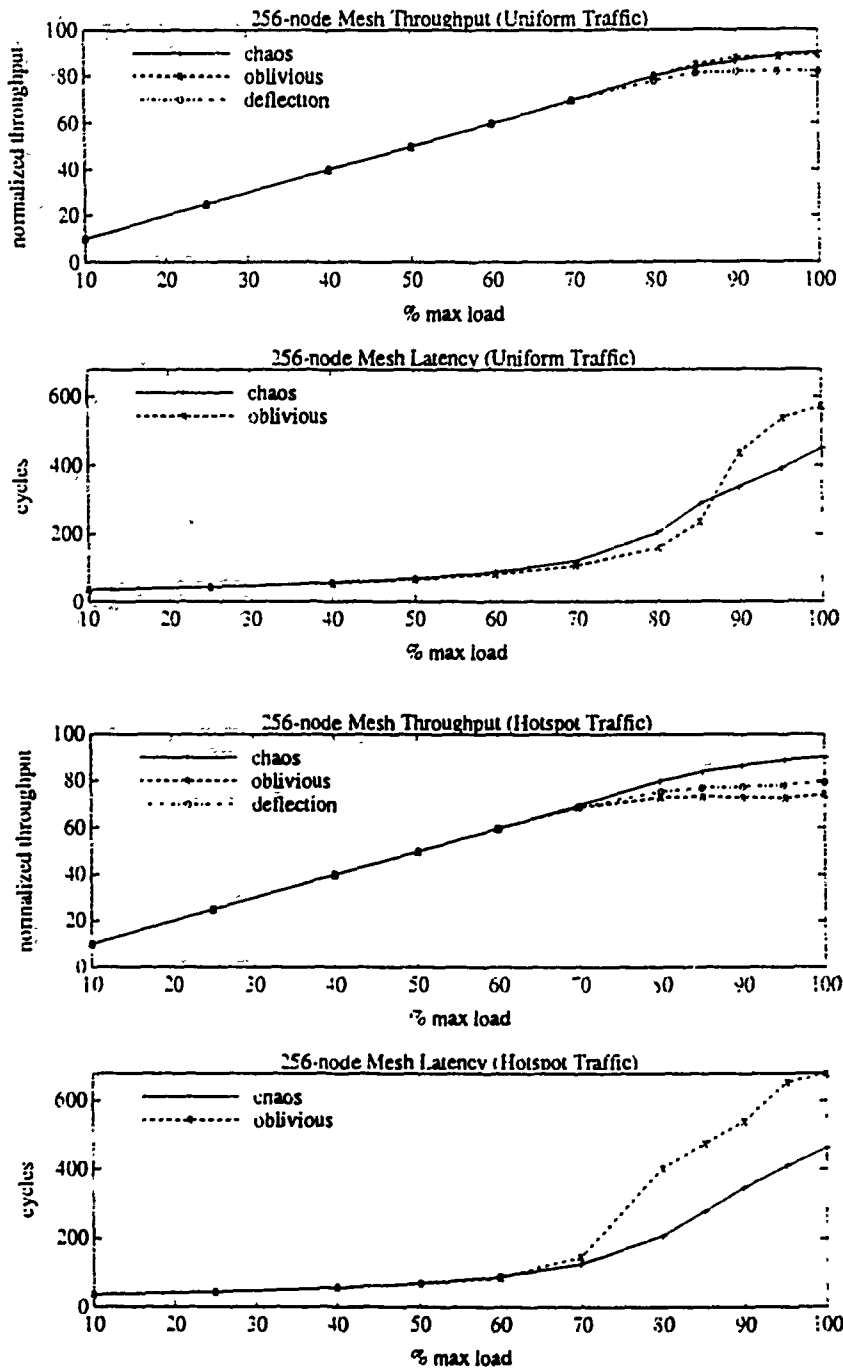 256-node Mesh Throughput (Uniform Traffic)
normalized throughput
100
80
60
40
20
0
chaos
oblivious
deflection
10 20 30 40 50 60 70 80 90 100
% max load
256-node Mesh Latency (Uniform Traffic)
cycles
600
400
200
0
chaos
oblivious
10 20 30 40 50 60 70 80 90 100
% max load
256-node Mesh Throughput (Hotspot Traffic)
normalized throughput
100
80
60
40
20
0
chaos
oblivious
deflection
10 20 30 40 50 60 70 80 90 100
% max load
256-node Mesh Latency (Hotspot Traffic)
cycles
600
400
200
0
chaos
oblivious
10 20 30 40 50 60 70 80 90 100
% max load